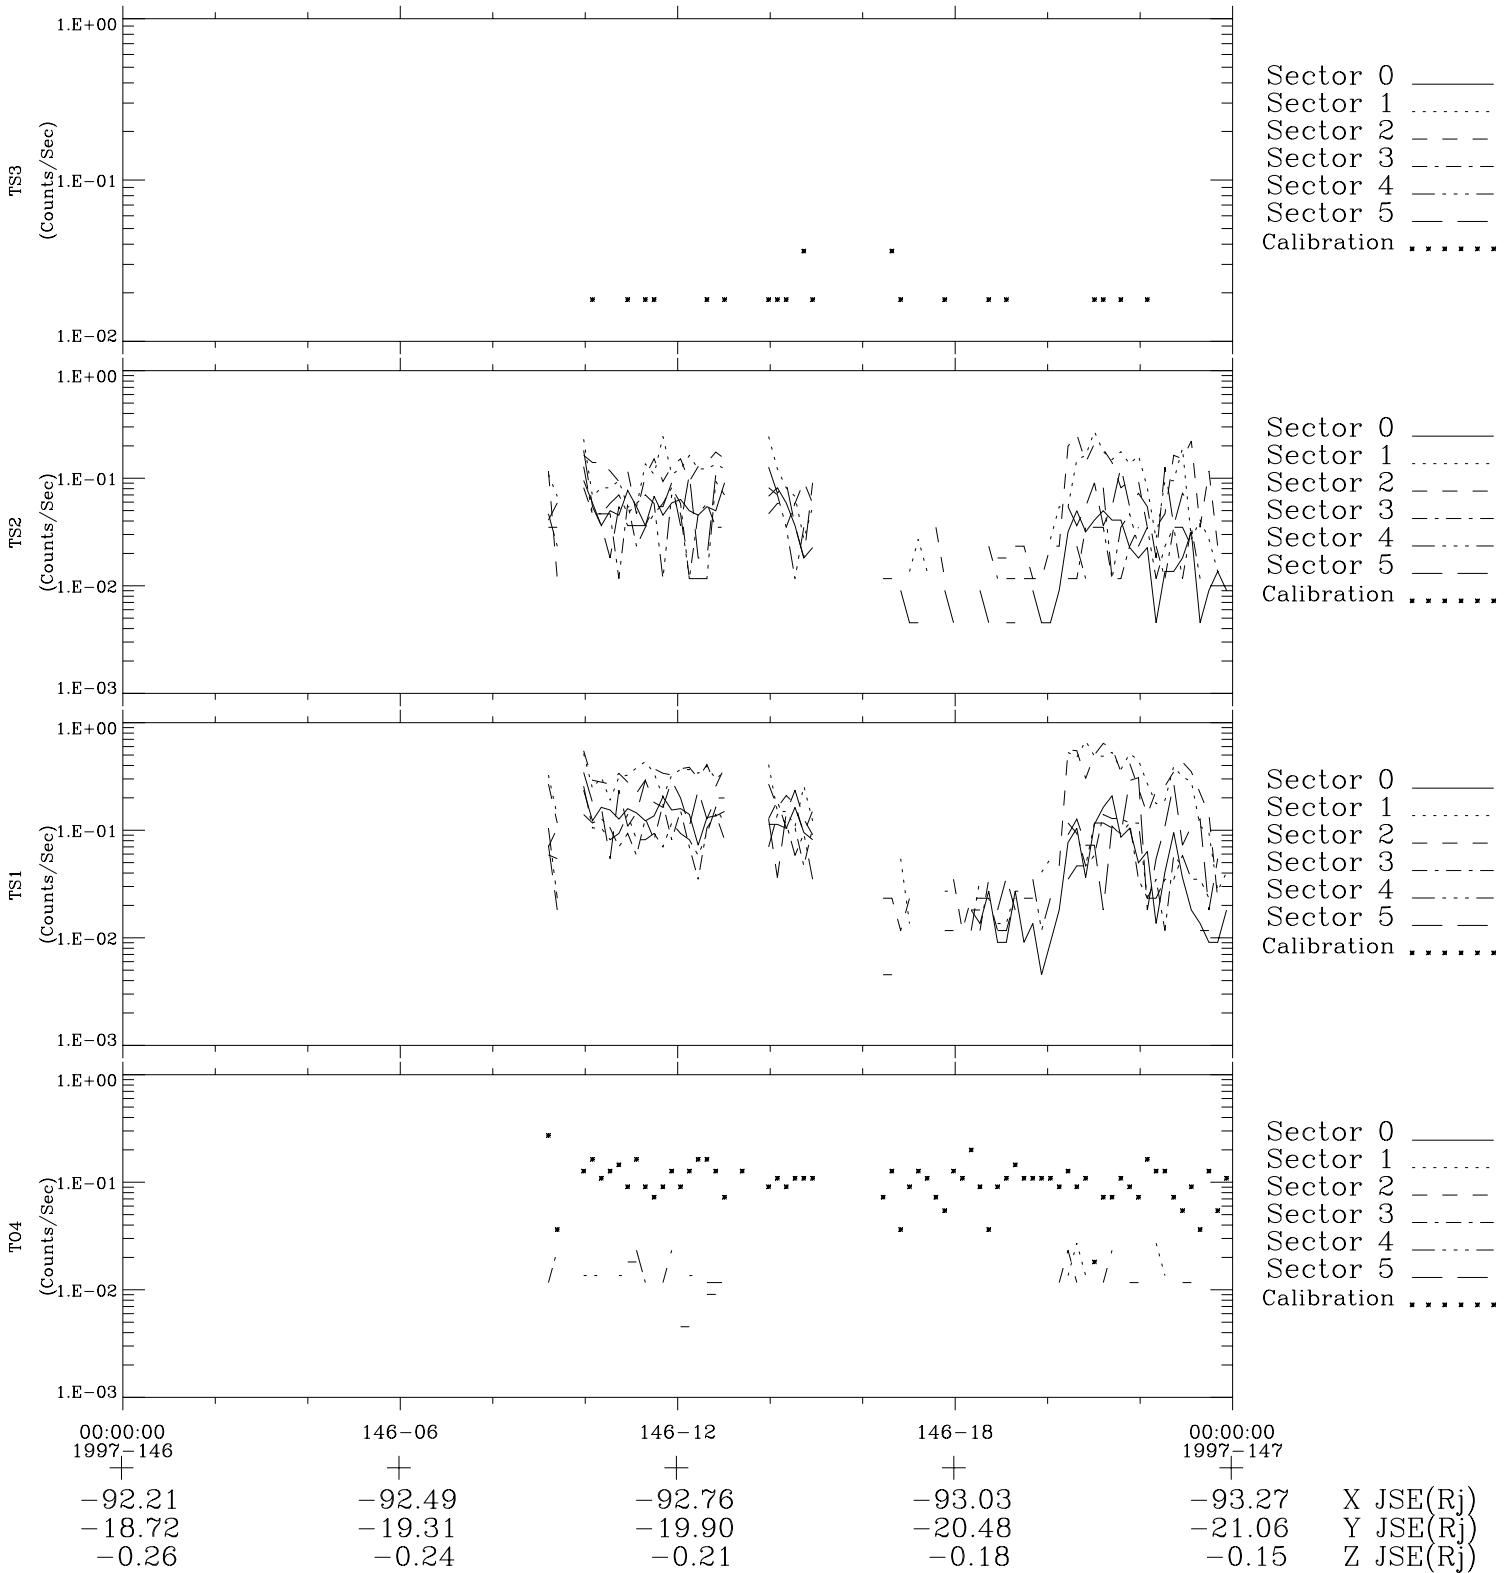 1.E+00
1.E-01
1.E-02
TS3
(Counts/Sec)
Sector 0
Sector 1
Sector 2
Sector 3
Sector 4
Sector 5
Calibration
1.E+00
1.E-01
1.E-02
1.E-03
TS2
(Counts/Sec)
Sector 0
Sector 1
Sector 2
Sector 3
Sector 4
Sector 5
Calibration
1.E+00
1.E-01
1.E-02
1.E-03
TS1
(Counts/Sec)
Sector 0
Sector 1
Sector 2
Sector 3
Sector 4
Sector 5
Calibration
1.E+00
1.E-01
1.E-02
1.E-03
TO4
(Counts/Sec)
Sector 0
Sector 1
Sector 2
Sector 3
Sector 4
Sector 5
Calibration
00:00:00 146-06 146-12 146-18 00:00:00
1997-146 1997-147
-92.21 -92.49 -92.76 -93.03 -93.27 X JSE(Rj)
-18.72 -19.31 -19.90 -20.48 -21.06 Y JSE(Rj)
-0.26 -0.24 -0.21 -0.18 -0.15 Z JSE(Rj)